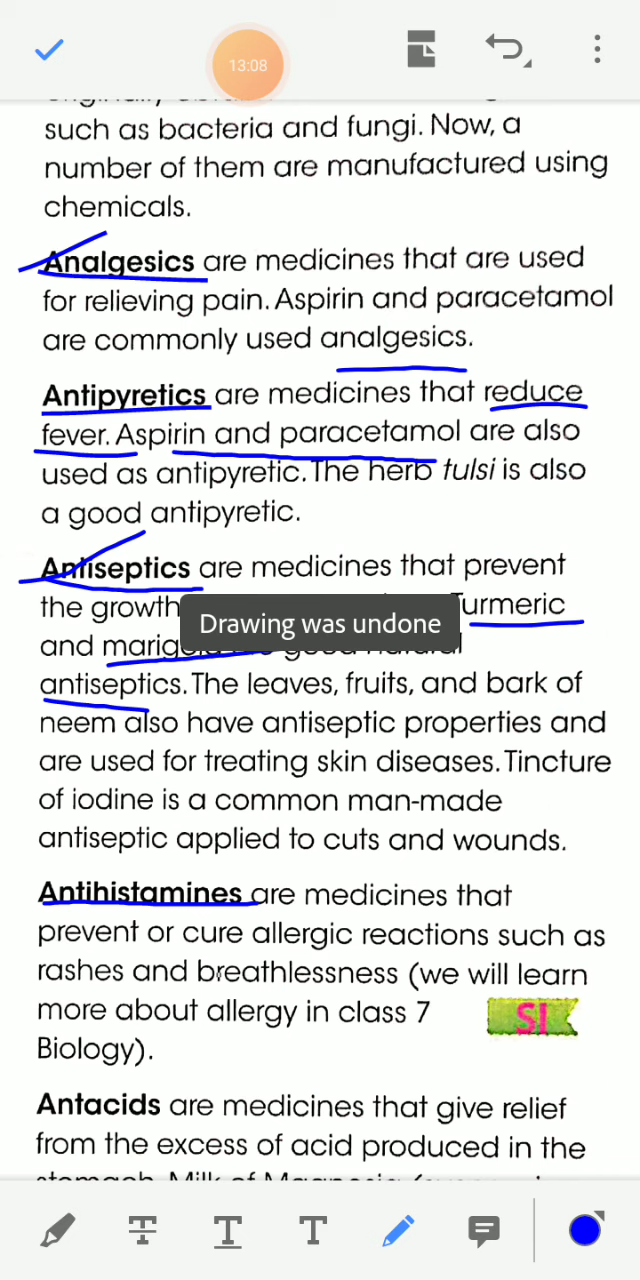 13:08
such as bacteria and fungi. Now, a
number of them are manufactured using
chemicals.
Analgesics are medicines that are used
for relieving pain. Aspirin and paracetamol
are commonly used analgesics.
Antipyretics are medicines that reduce
fever. Aspirin and paracetamol are also
used as antipyretic. The herb tulsi is also
a good antipyretic.
Antiseptics are medicines that prevent
the growth Turmeric
Drawing was undone
and
antiseptics. The leaves, fruits, and bark of
neem also have antiseptic properties and
are used for treating skin diseases. Tincture
of iodine is a common man-made
antiseptic applied to cuts and wounds.
Antihistamines are medicines that
prevent or cure allergic reactions such as
rashes and breathlessness (we will learn
more about allergy in class 7
SI
Biology).
Antacids are medicines that give relief
from the excess of acid produced in the
T
T
T